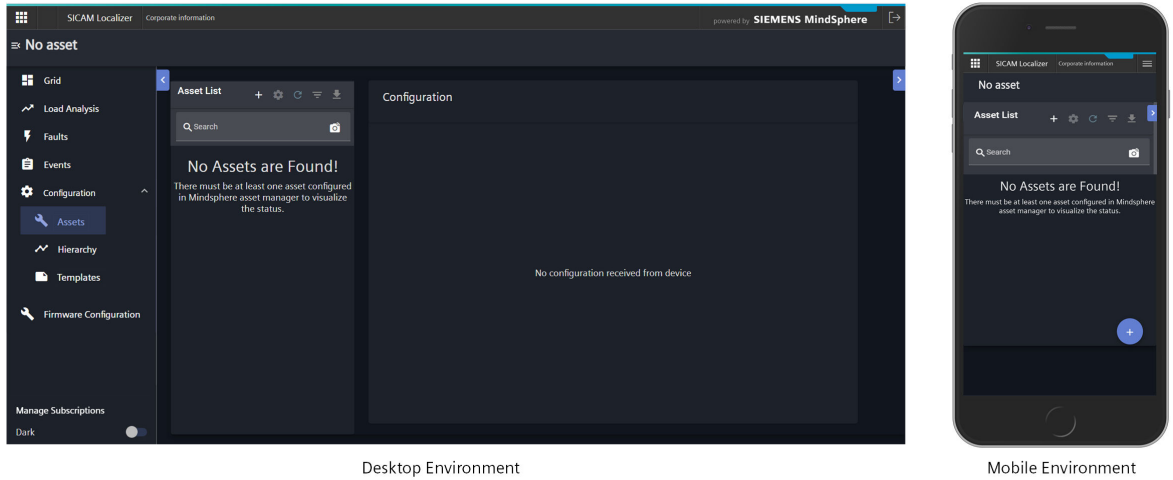 SICAM Localizer Corporate information
powered by SIEMENS MindSphere
No asset
Grid
Load Analysis
Faults
Events
Configuration
Assets
Hierarchy
Templates
Firmware Configuration
Manage Subscriptions
Dark
Asset List
Search
No Assets are Found!
There must be at least one asset configured
in Mindsphere asset manager to visualize
the status.
Configuration
No configuration received from device
Desktop Environment
SICAM Localizer Corporate information
No asset
Asset List
Search
No Assets are Found!
There must be at least one asset configured in Mindsphere
asset manager to visualize the status.
Mobile Environment